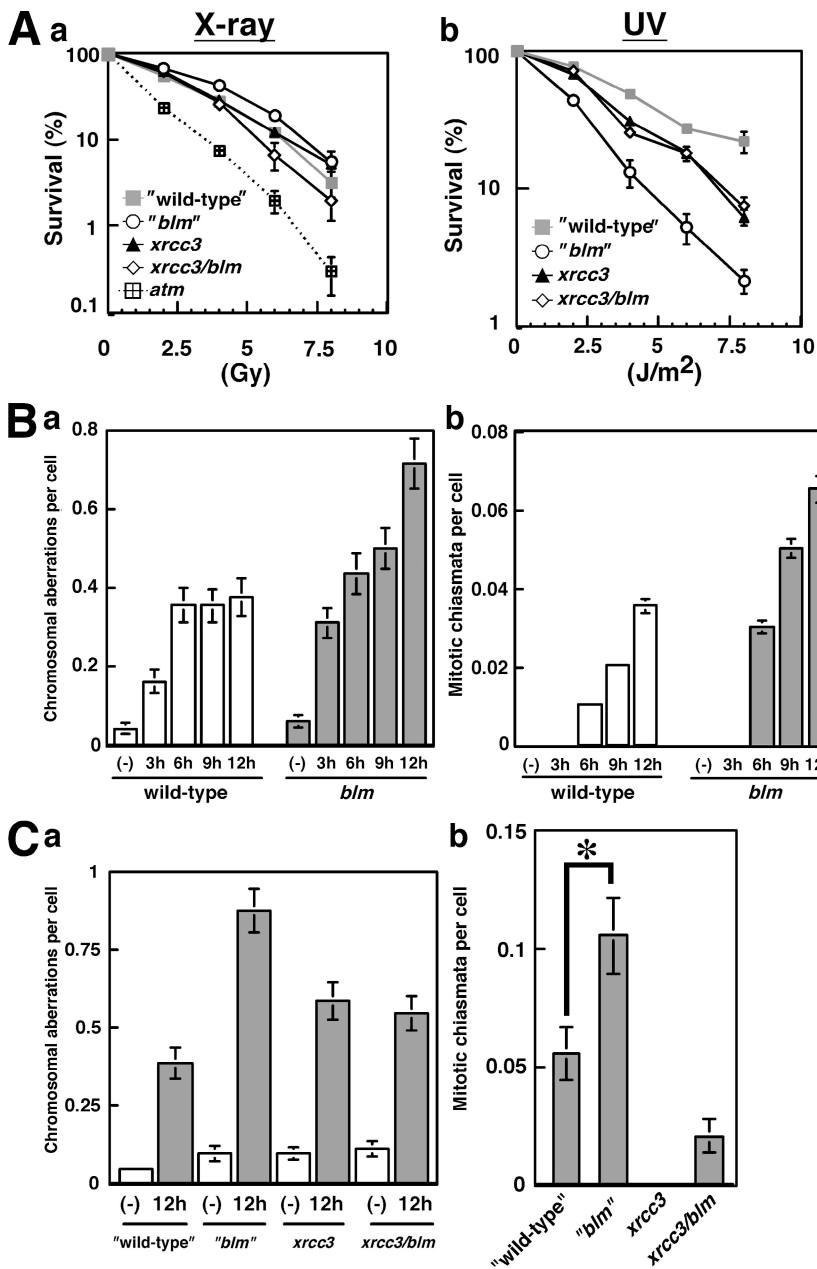 A a X-ray b UV
100
10
1
0.1
Survival (%)
"wild-type"
"blm"
xrcc3
xrcc3/blm
atm
0 2.5 5 7.5 10
(Gy)
100
10
1
Survival (%)
"wild-type"
"blm"
xrcc3
xrcc3/blm
0 2.5 5 7.5 10
(J/m2)
B a b
Chromosomal aberrations per cell
0.8
0.6
0.4
0.2
0
(-) 3h 6h 9h 12h (-) 3h 6h 9h 12h
wild-type blm
Mitotic chiasmata per cell
0.08
0.06
0.04
0.02
0
(-) 3h 6h 9h 12h (-) 3h 6h 9h 12
wild-type blm
C a b
Chromosomal aberrations per cell
1
0.75
0.5
0.25
0
(-) 12h (-) 12h (-) 12h (-) 12h
"wild-type" "blm" xrcc3 xrcc3/blm
Mitotic chiasmata per cell
0.15
0.1
0.05
0
*
"wild-type" "blm" xrcc3 xrcc3/blm